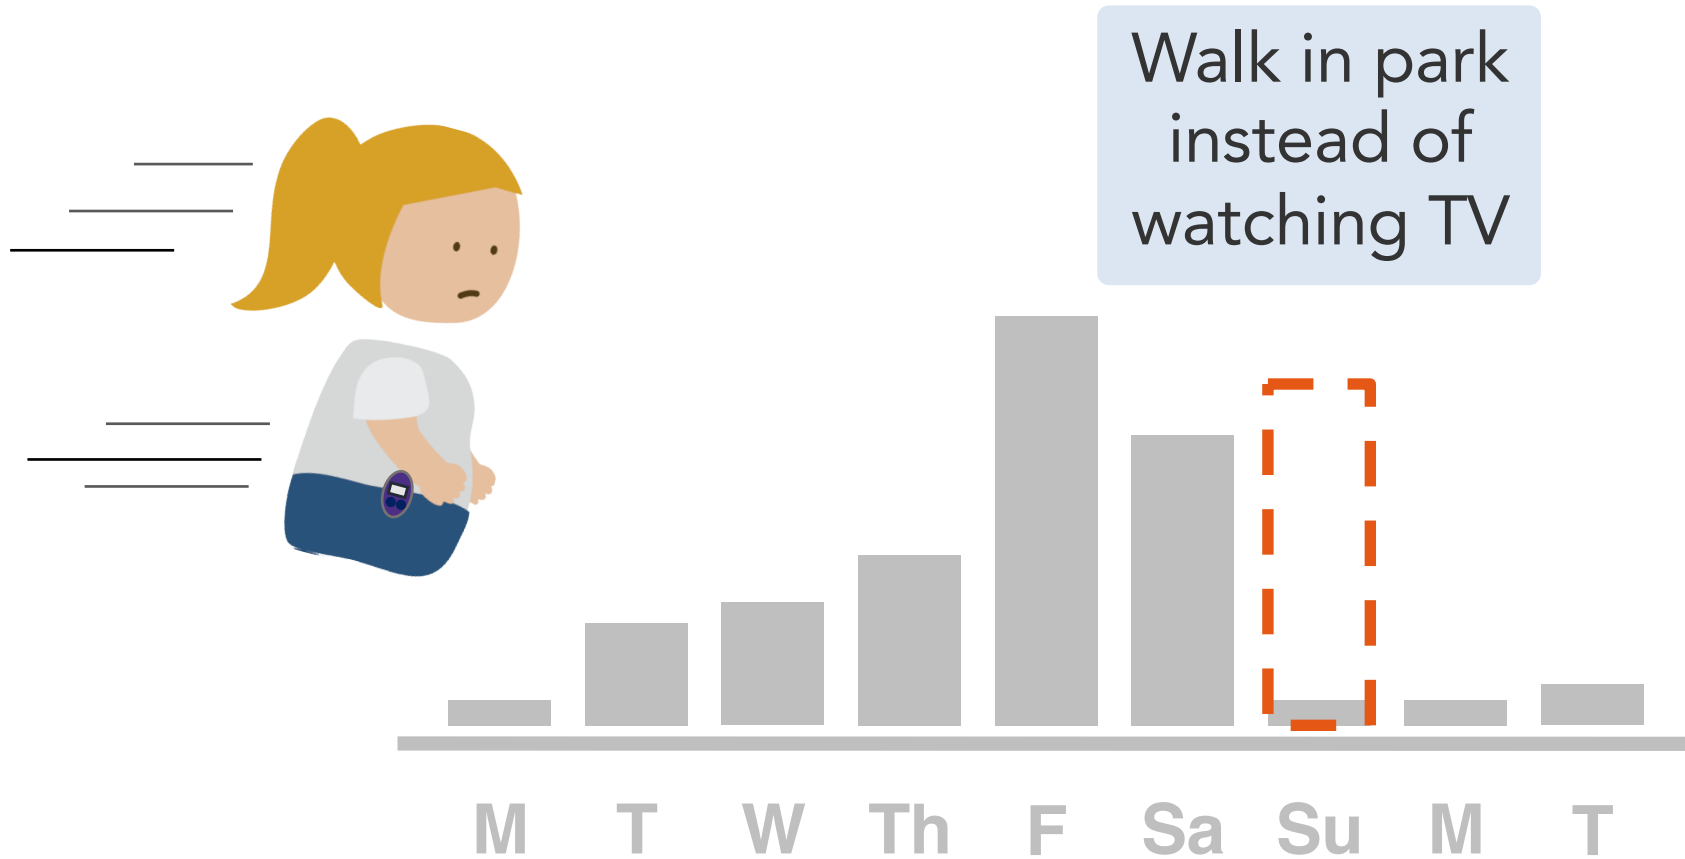 Walk in park
instead of
watching TV
M T W Th F Sa Su M T